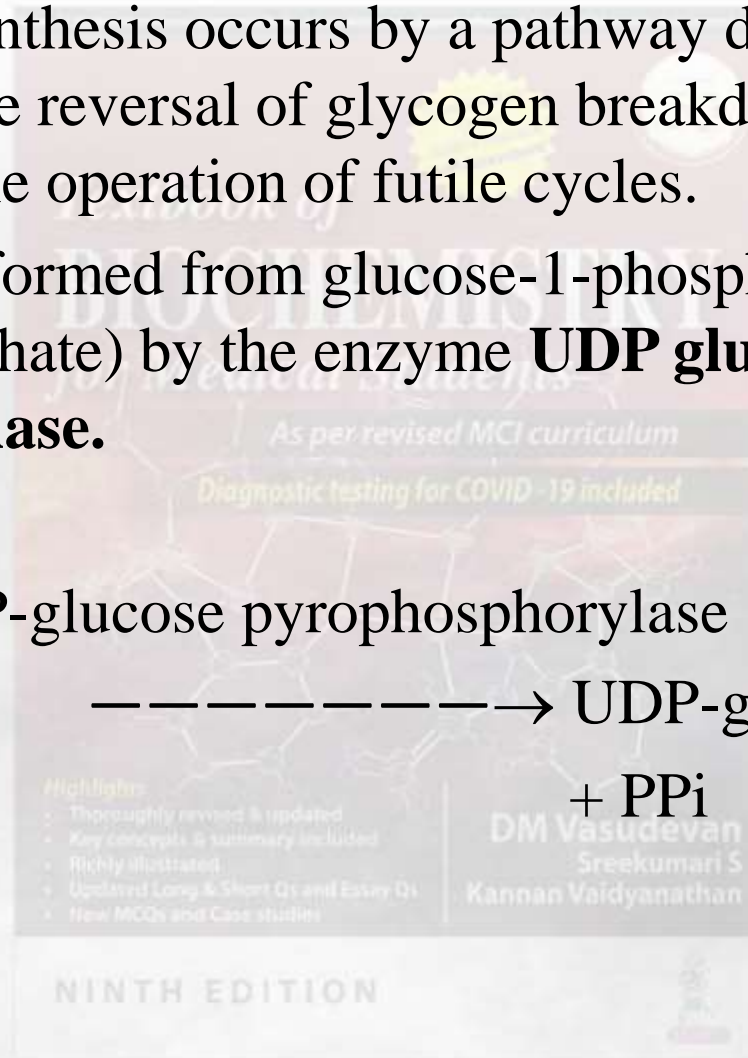 nthesis occurs by a pathway d
e reversal of glycogen breakd
e operation of futile cycles.
Textbook of
BIOCHEMISTRY
formed from glucose-1-phosph
hate) by the enzyme UDP glu
for Medical Students
ase.
As per revised MCI curriculum
Diagnostic testing for COVID-19 included
P-glucose pyrophosphorylase
– – – – – – –→ UDP-g
+ PPi
Highlights
• Thoroughly revised & updated
• Key concepts & summary included
• Richly illustrated
• Updated Long & Short Qs and Essay Qs
• New MCQs and Case studies
DM Vasudevan
Sreekumari S
Kannan Vaidyanathan
NINTH EDITION